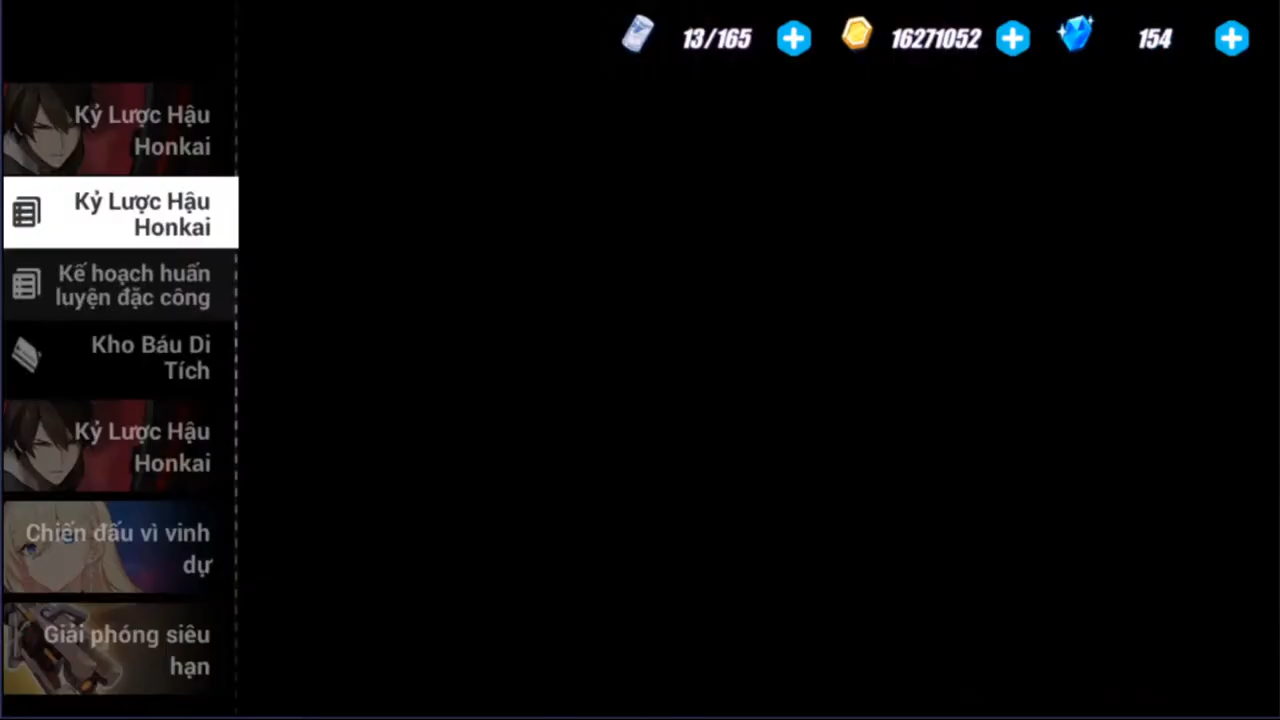 13/165 16271052 154
Kỷ Lược Hậu
Honkai
Kỷ Lược Hậu
Honkai
Kế hoạch huấn
luyện đặc công
Kho Báu Di
Tích
Kỷ Lược Hậu
Honkai
Chiến đấu vì vinh
dự
Giải phóng siêu
hạn